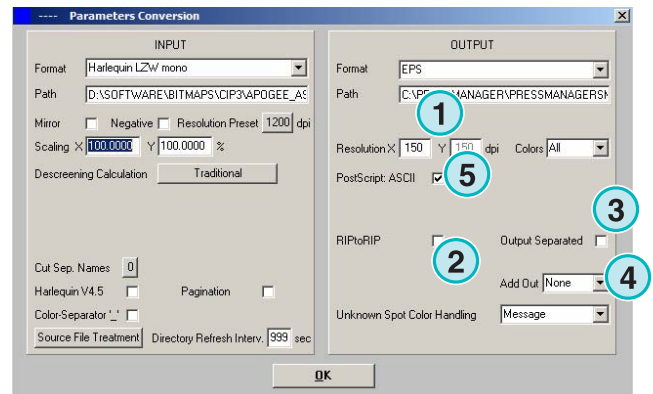 ---- Parameters Conversion
INPUT
Format Harlequin LZW mono
Path D:\SOFTWARE\BITMAPS\CIP3\APOGEE_AS
Mirror Negative Resolution Preset 1200 dpi
Scaling X 100.0000 Y 100.0000 %
Descreening Calculation Traditional
Cut Sep. Names 0
Harlequin V4.5 Pagination
Color-Separator '_'
Source File Treatment Directory Refresh Interv. 999 sec
OUTPUT
Format EPS
Path MANAGER\PRESSMANAGERSM
1
Resolution X 150 Y 150 dpi Colors All
PostScript: ASCII 5
3
RIPtoRIP Output Separated
2
Add Out None 4
Unknown Spot Color Handling Message
OK